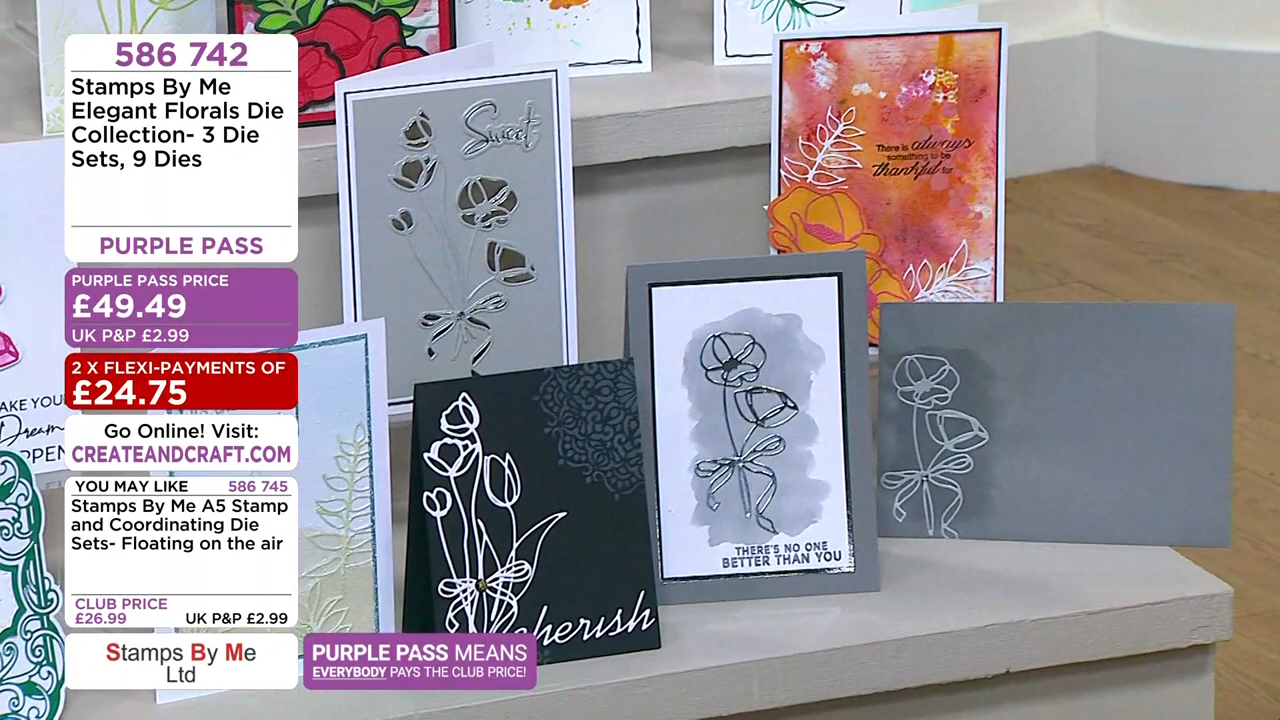 586 742
Stamps By Me
Elegant Florals Die
Collection- 3 Die
Sets, 9 Dies
PURPLE PASS
PURPLE PASS PRICE
£49.49
UK P&P £2.99
2 X FLEXI-PAYMENTS OF
£24.75
Go Online! Visit:
CREATEANDCRAFT.COM
YOU MAY LIKE 586 745
Stamps By Me A5 Stamp
and Coordinating Die
Sets- Floating on the air
CLUB PRICE
£26.99 UK P&P £2.99
Stamps By Me
Ltd
PURPLE PASS MEANS
EVERYBODY PAYS THE CLUB PRICE!
Sweet
There is always
something to be
thankful for
THERE'S NO ONE
BETTER THAN YOU
cherish